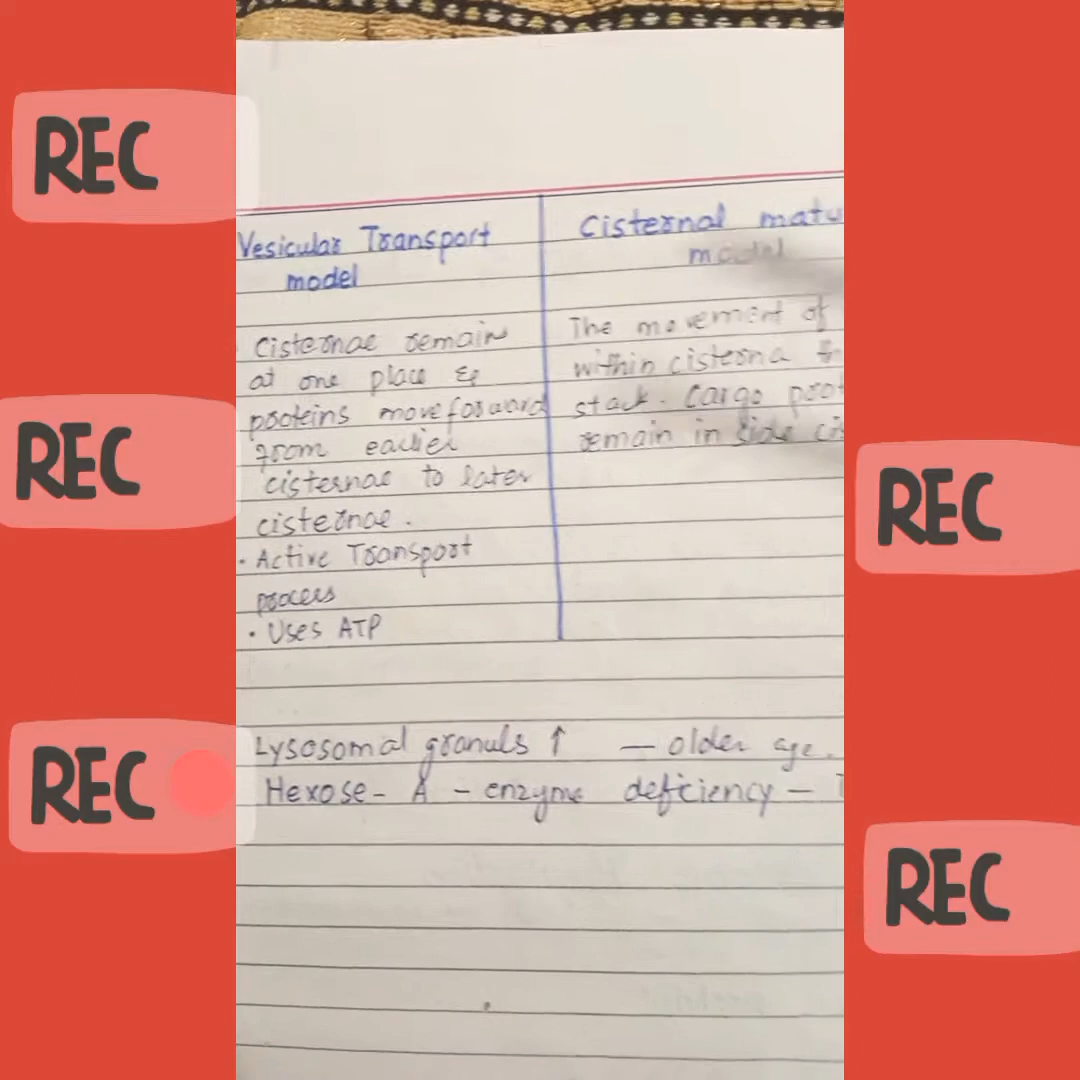 REC
REC
REC
REC
REC
Vesicular Transport
model
Cisternae remain
at one place &
proteins move forward
from earlier
cisternae to later
cisternae.
• Active Transport
process
• Uses ATP
Cisternal matu
model
The movement of
within cisterna
stack. Cargo prot
remain in side cis
Lysosomal granuls ↑ — older age.
Hexose- A - enzyme deficiency —